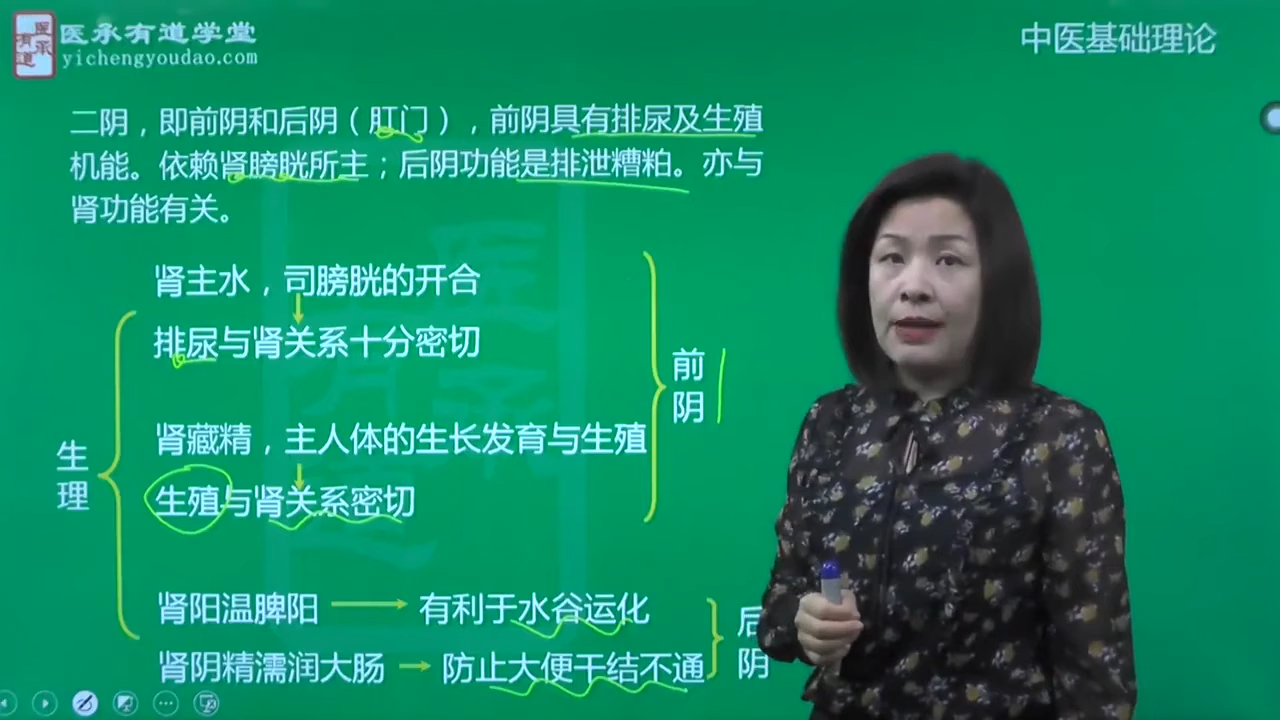 医承有道
医承有道学堂
yichengyoudao.com
中医基础理论
二阴，即前阴和后阴（肛门），前阴具有排尿及生殖
机能。依赖肾膀胱所主；后阴功能是排泄糟粕。亦与
肾功能有关。
生理
肾主水，司膀胱的开合
排尿与肾关系十分密切
肾藏精，主人体的生长发育与生殖
生殖与肾关系密切
前阴
肾阳温脾阳
有利于水谷运化
肾阴精濡润大肠
防止大便干结不通
后阴